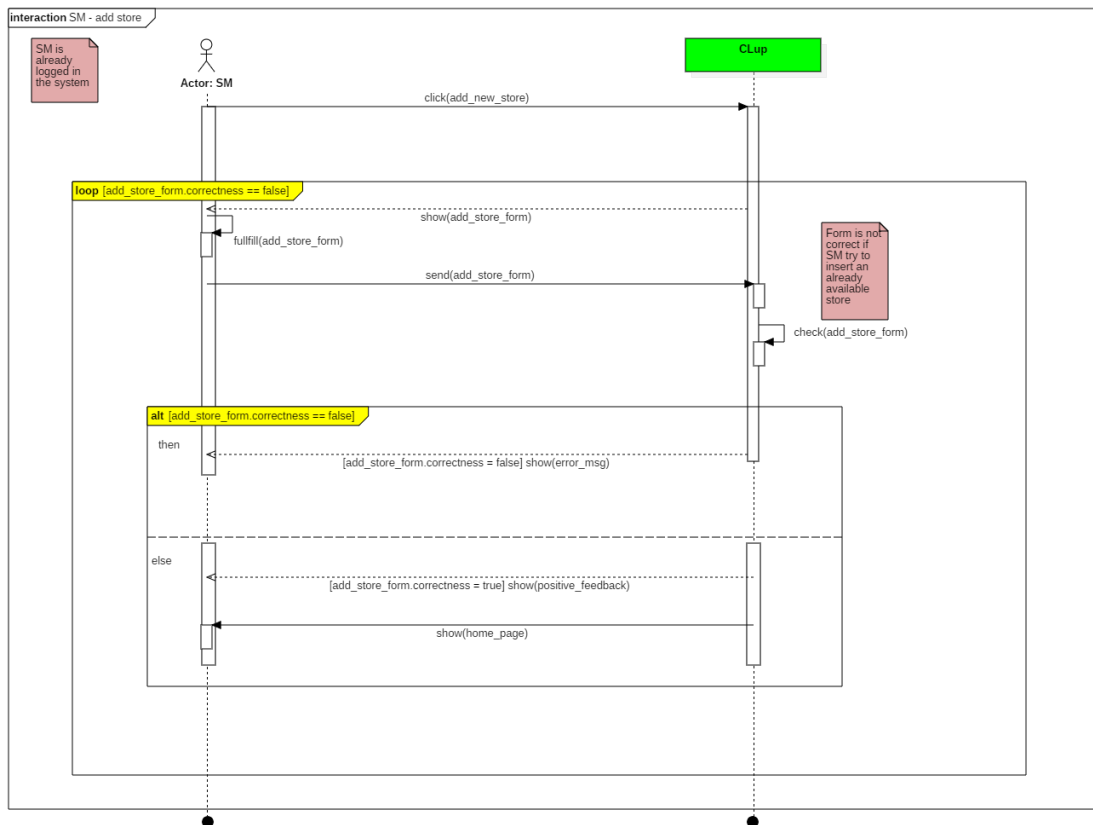 interaction SM - add store
SM is
already
logged in
the system
Actor: SM
CLup
click(add_new_store)
loop [add_store_form.correctness == false]
show(add_store_form)
fullfill(add_store_form)
Form is not
correct if
SM try to
insert an
already
available
store
send(add_store_form)
check(add_store_form)
alt [add_store_form.correctness == false]
then
[add_store_form.correctness = false] show(error_msg)
else
[add_store_form.correctness = true] show(positive_feedback)
show(home_page)